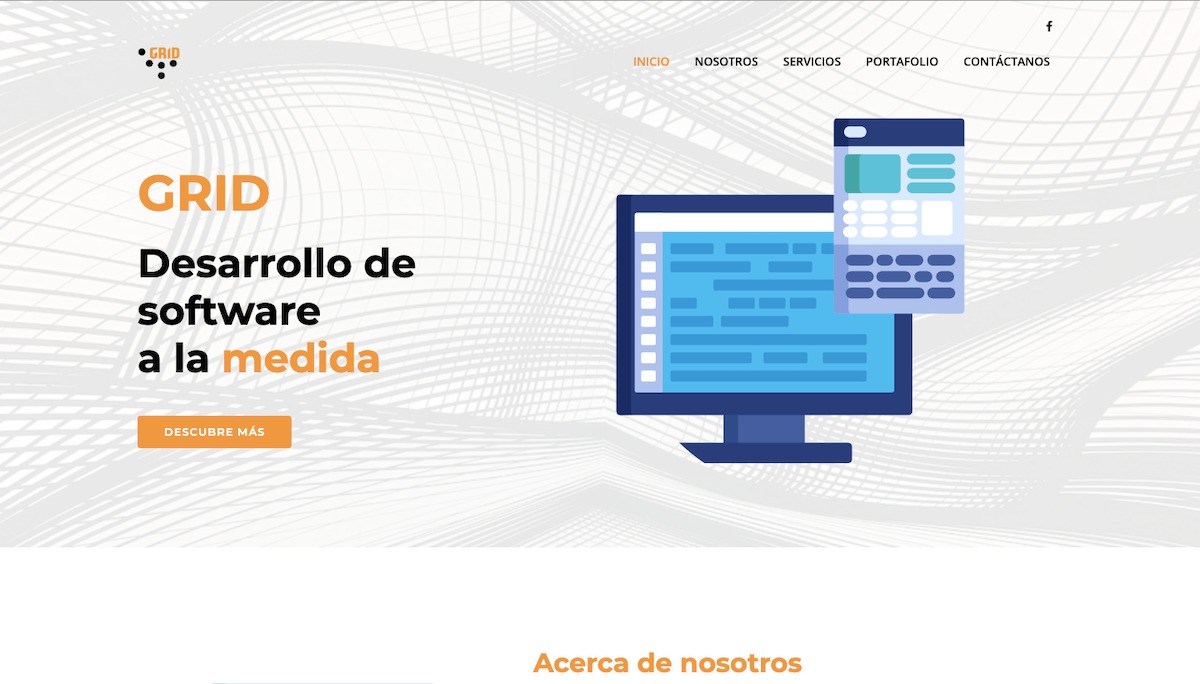 GRID
INICIO NOSOTROS SERVICIOS PORTAFOLIO CONTÁCTANOS
GRID
Desarrollo de
software
a la medida
DESCUBRE MÁS
Acerca de nosotros